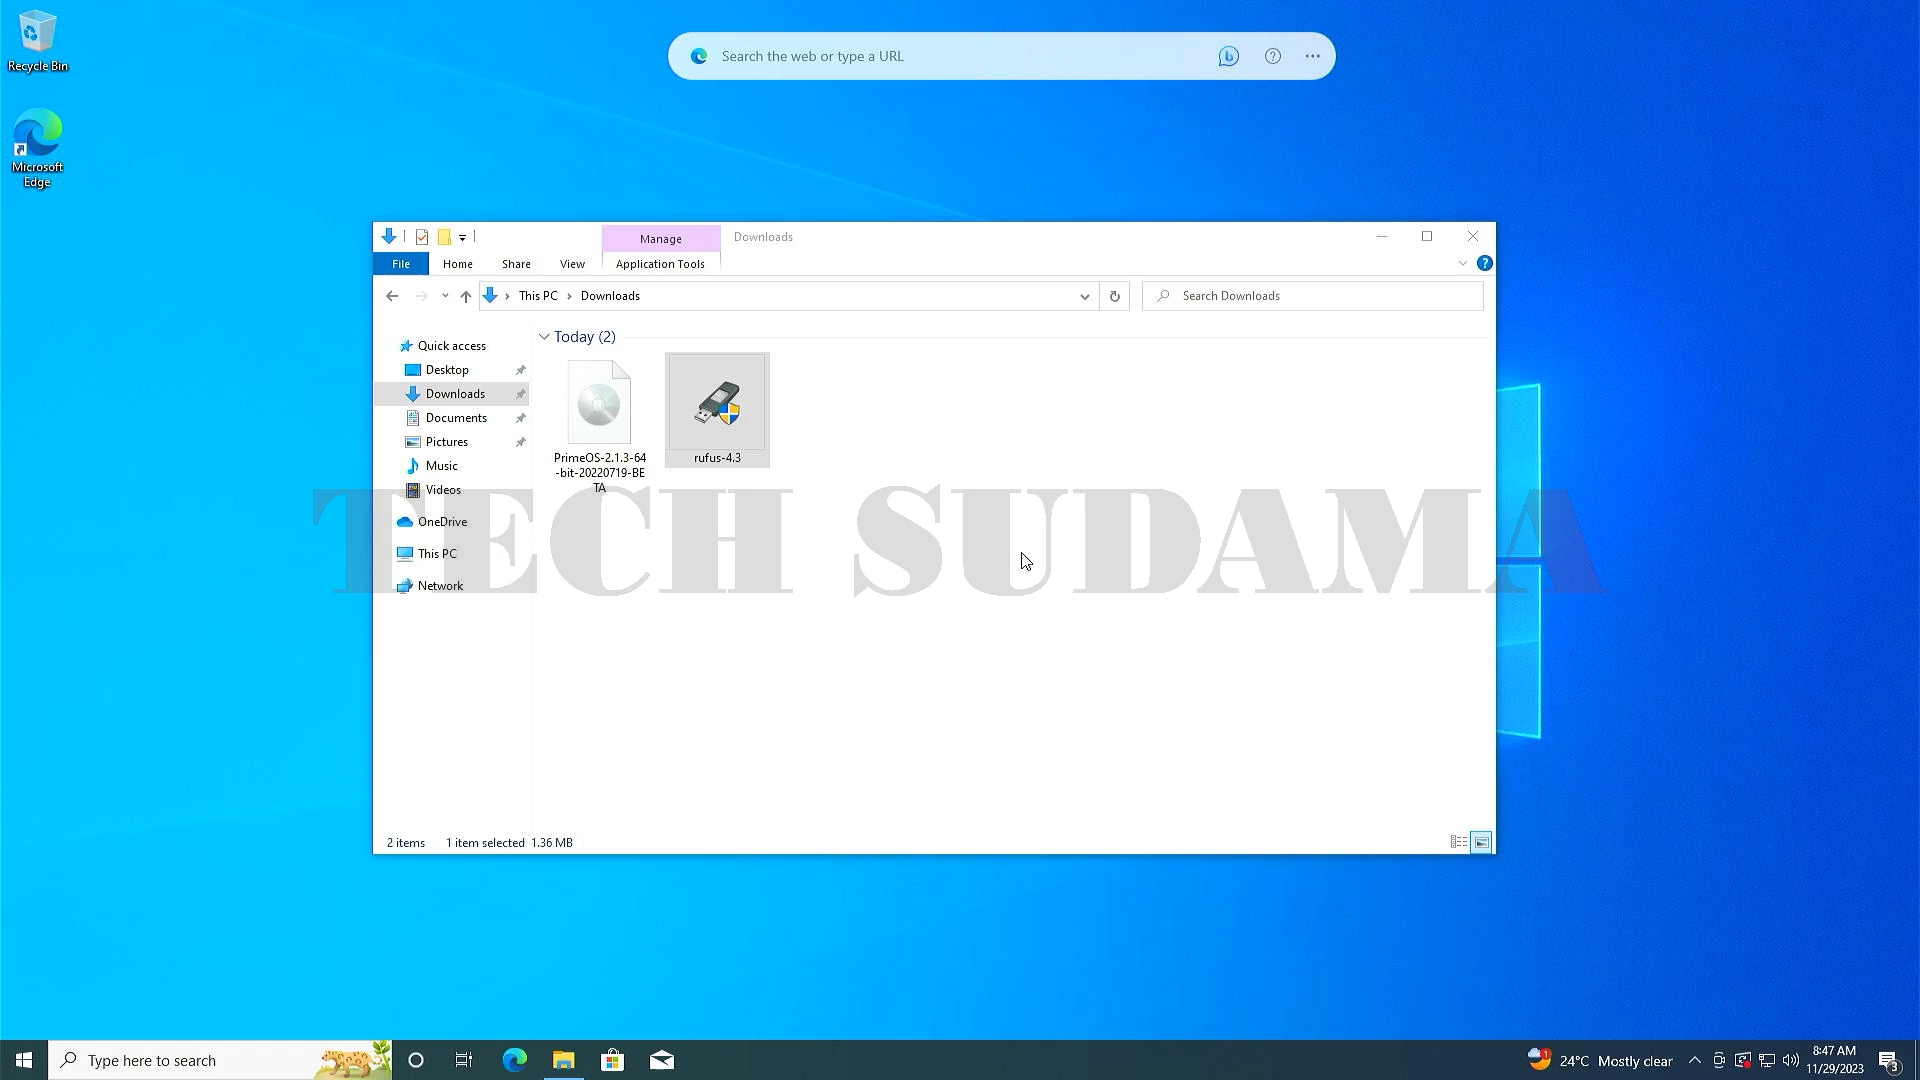 Recycle Bin
Search the web or type a URL
Microsoft
Edge
Manage
Downloads
File
Home
Share
View
Application Tools
This PC
Downloads
Search Downloads
Quick access
Desktop
Downloads
Documents
Pictures
Music
Videos
OneDrive
This PC
Network
Today (2)
PrimeOS-2.1.3-64
-bit-20220719-BE
TA
rufus-4.3
TECH SUDAMA
2 items
1 item selected 1.36 MB
Type here to search
1
24°C Mostly clear
8:47 AM
11/29/2023
3